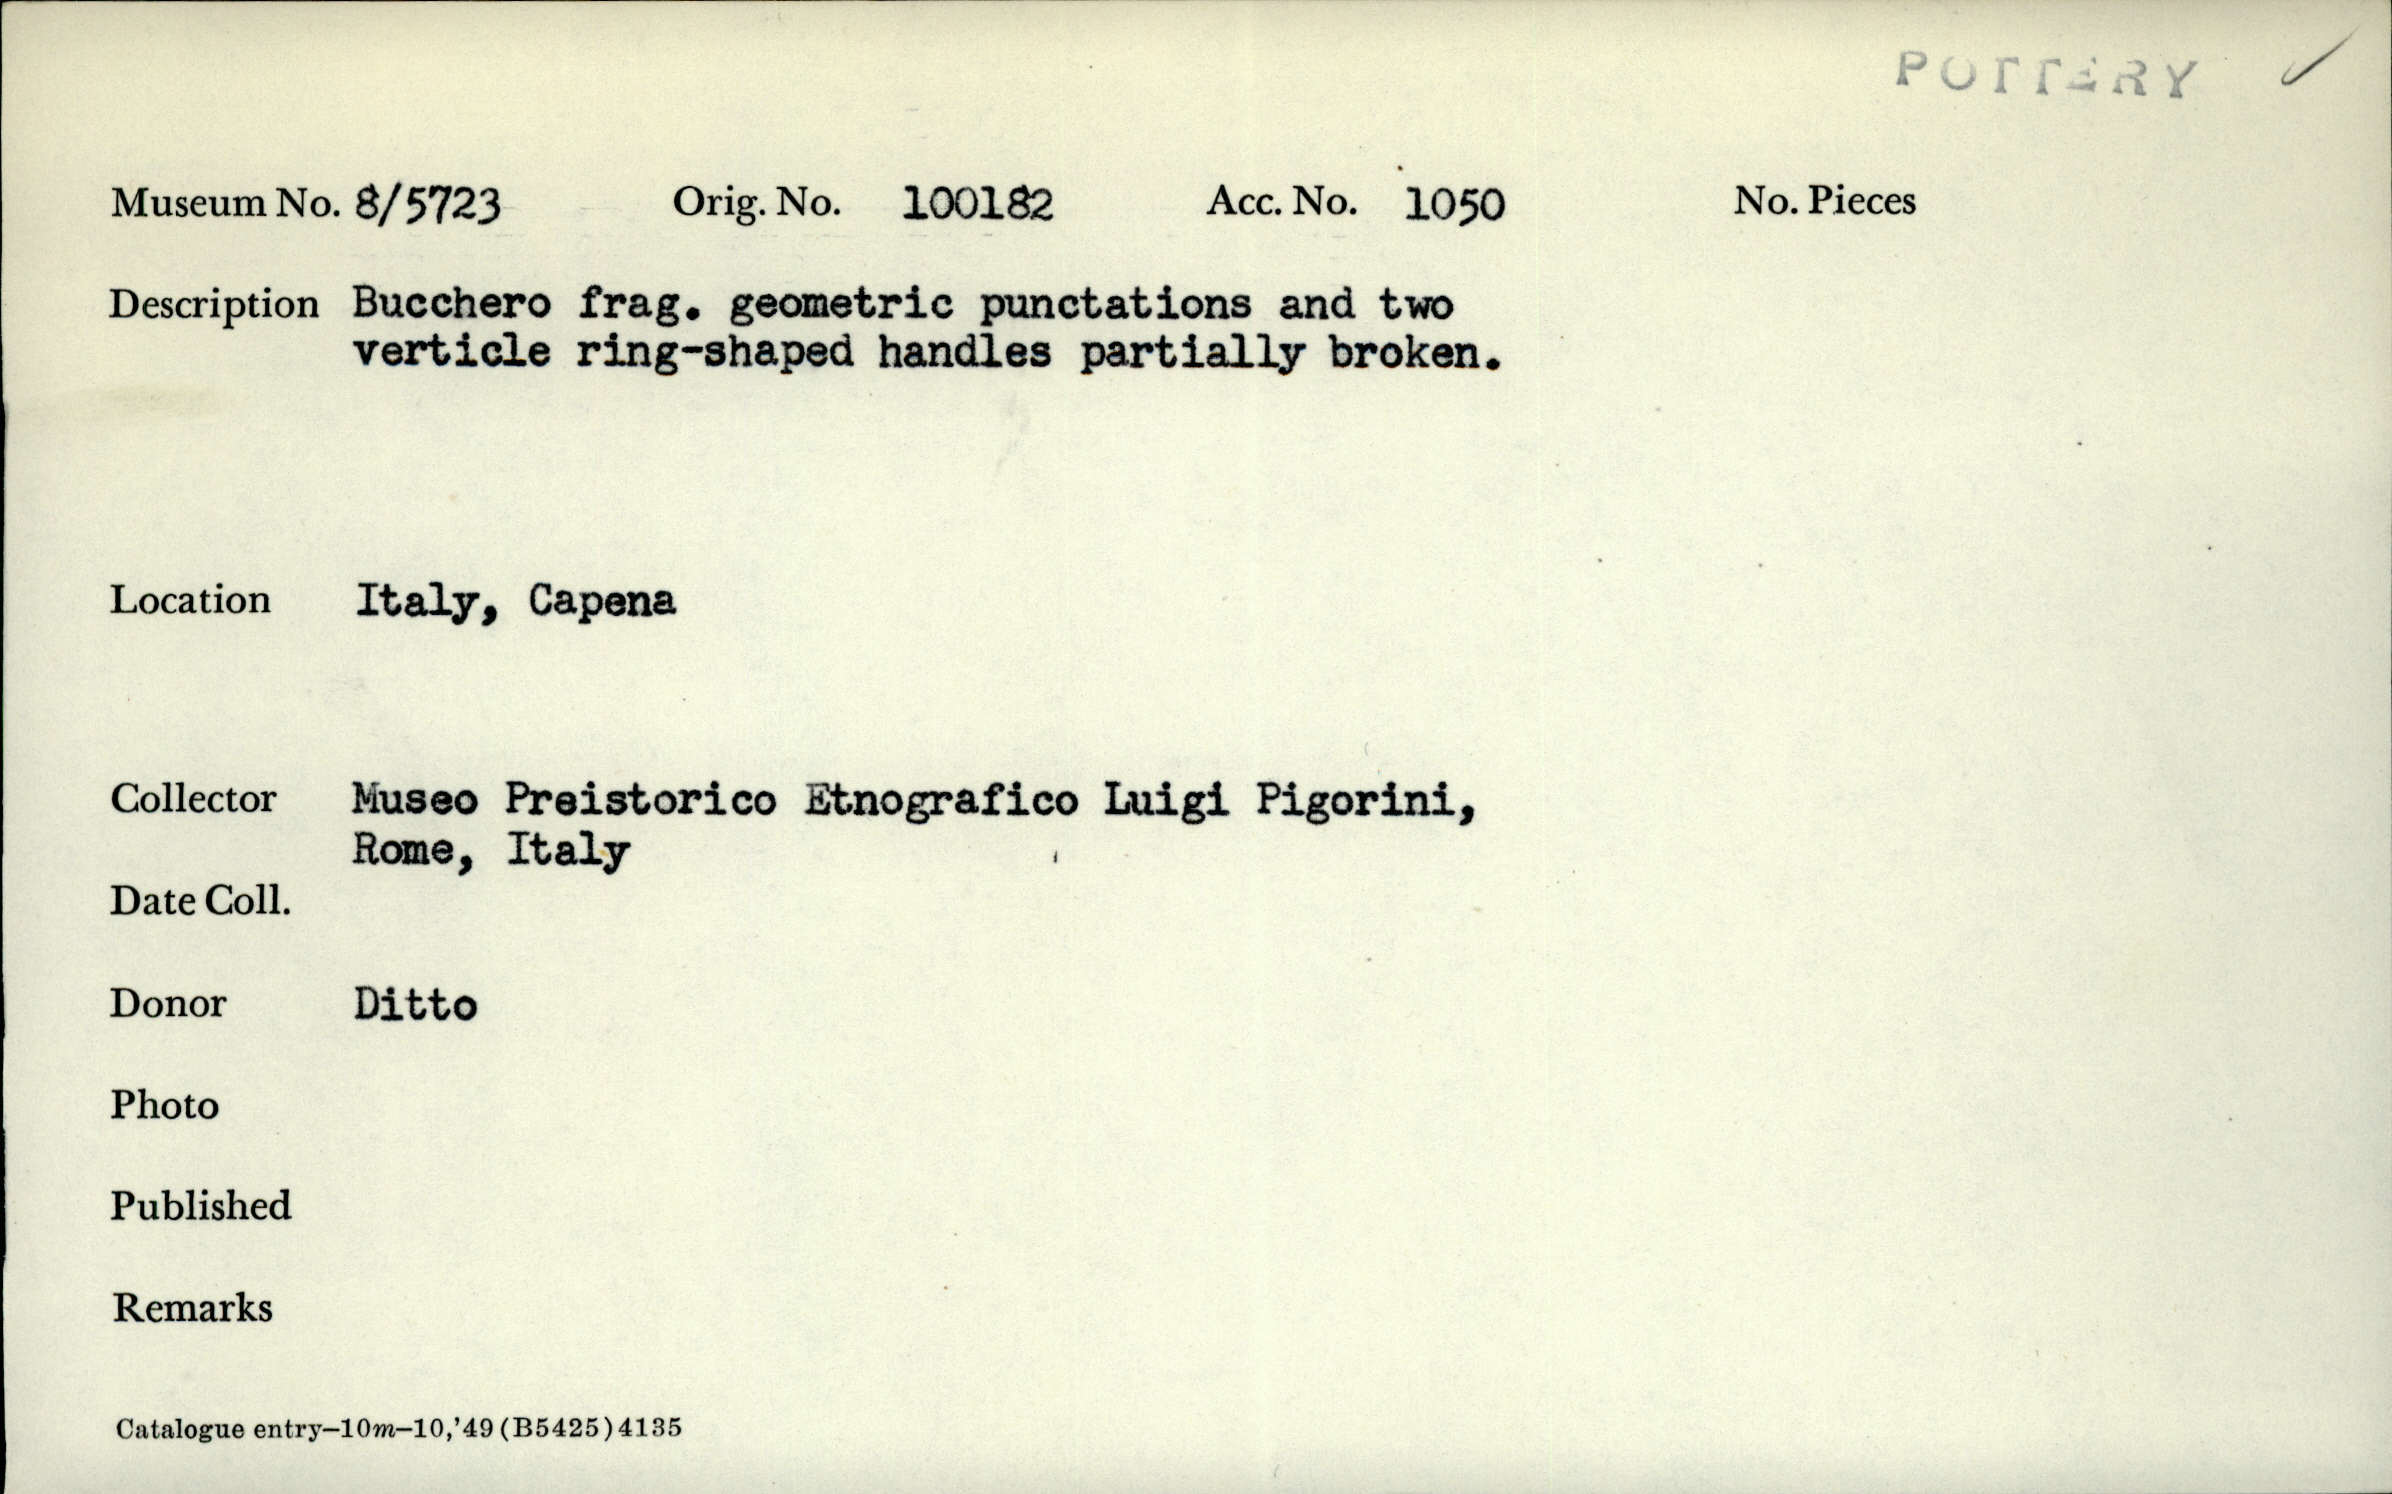 POTTERY
Museum No. 8/5723 Orig. No. 100182 Acc. No. 1050 No. Pieces
Description Bucchero frag. geometric punctations and two
verticle ring-shaped handles partially broken.
Location Italy, Capena
Collector Museo Preistorico Etnografico Luigi Pigorini,
Rome, Italy
Date Coll.
Donor Ditto
Photo
Published
Remarks
Catalogue entry—10m—10,'49 (B5425) 4135